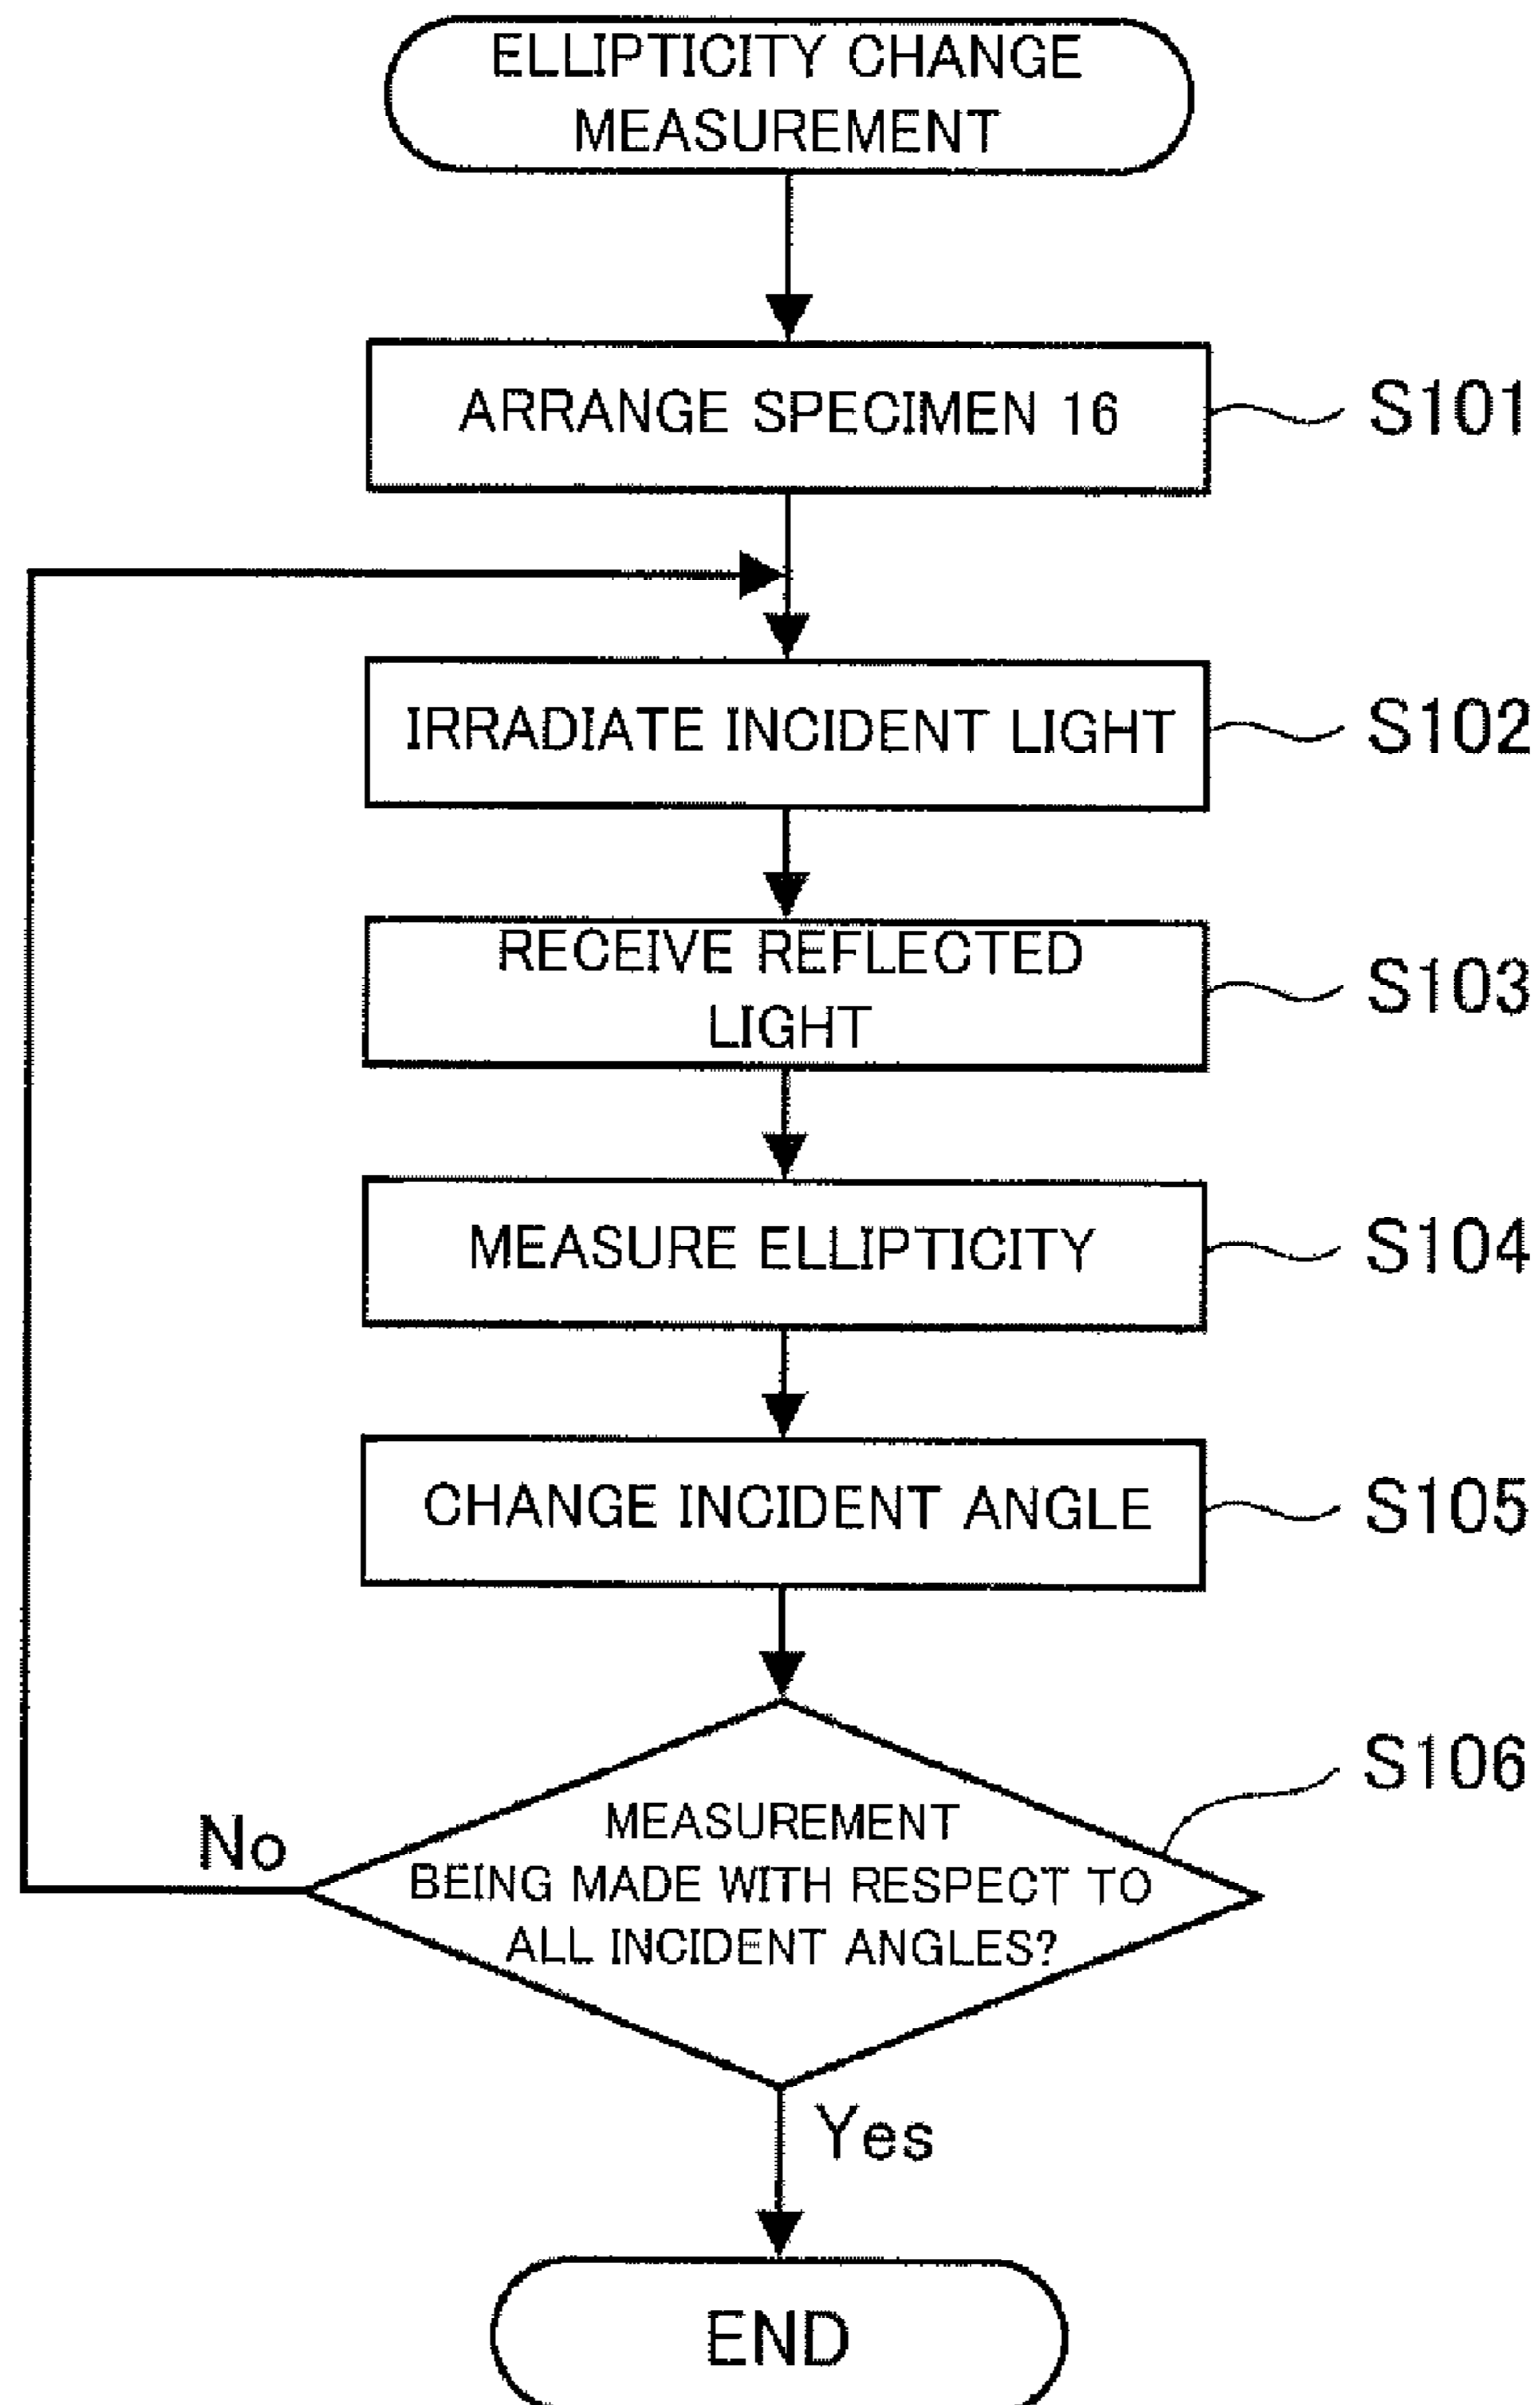 ELLIPTICITY CHANGE
MEASUREMENT
ARRANGE SPECIMEN 16
S101
IRRADIATE INCIDENT LIGHT
S102
RECEIVE REFLECTED
LIGHT
S103
MEASURE ELLIPTICITY
S104
CHANGE INCIDENT ANGLE
S105
S106
MEASUREMENT
BEING MADE WITH RESPECT TO
ALL INCIDENT ANGLES?
No
Yes
END